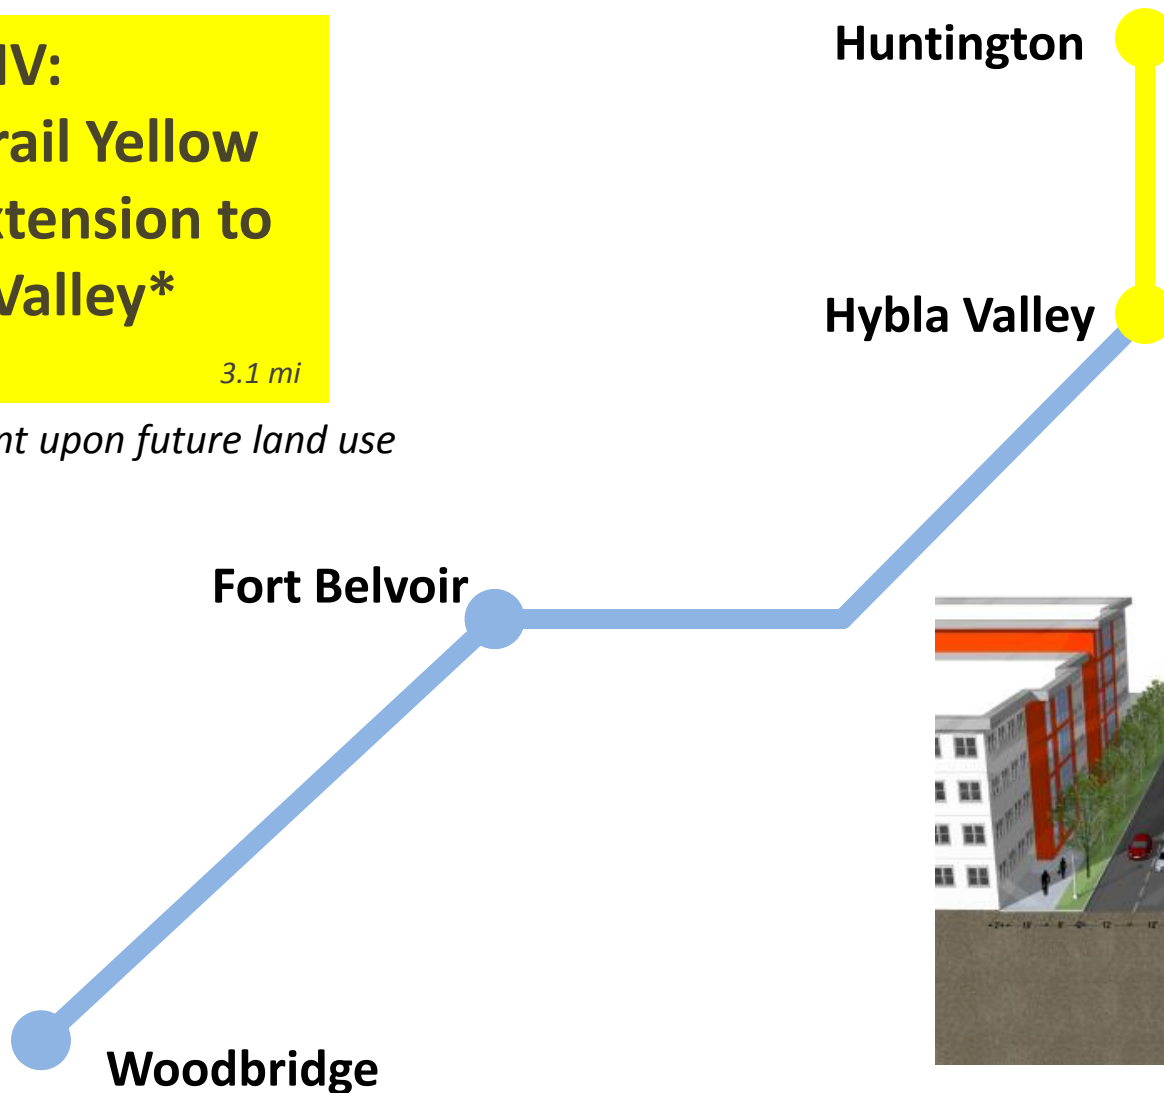 IV:
rail Yellow
xtension to
Valley*
3.1 mi
nt upon future land use
Huntington
Hybla Valley
Fort Belvoir
Woodbridge